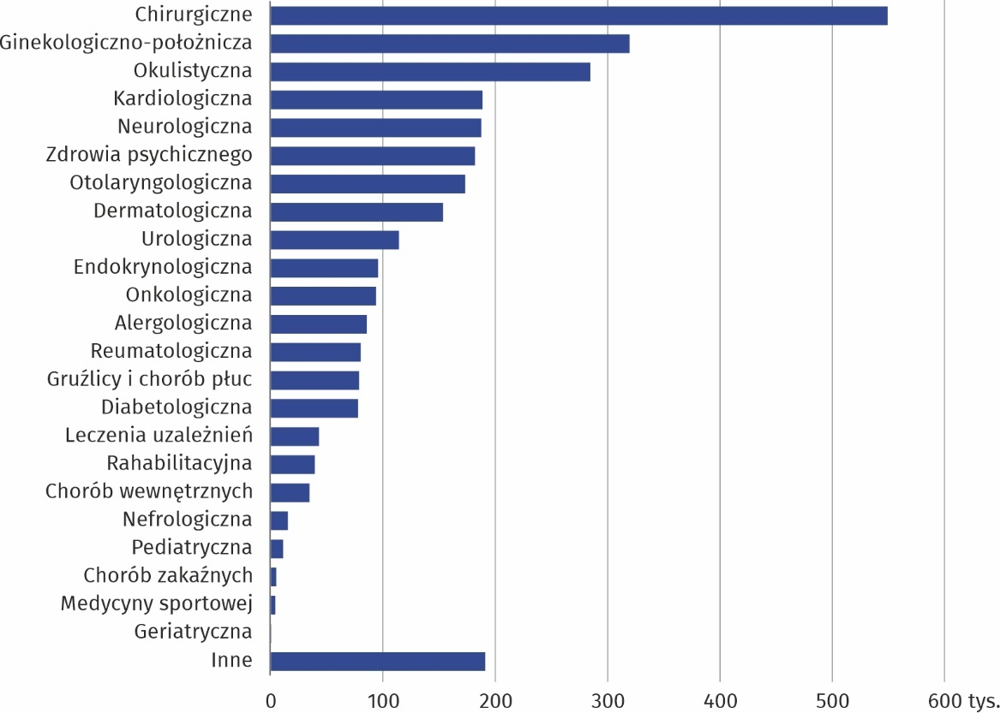 Chirurgiczne
Ginekologiczno-położnicza
Okulistyczna
Kardiologiczna
Neurologiczna
Zdrowia psychicznego
Otolaryngologiczna
Dermatologiczna
Urologiczna
Endokrynologiczna
Onkologiczna
Alergologiczna
Reumatologiczna
Gruźlicy i chorób płuc
Diabetologiczna
Leczenia uzależnień
Rahabilitacyjna
Chorób wewnętrznych
Nefrologiczna
Pediatryczna
Chorób zakaźnych
Medycyny sportowej
Geriatryczna
Inne
0 100 200 300 400 500 600 tys.